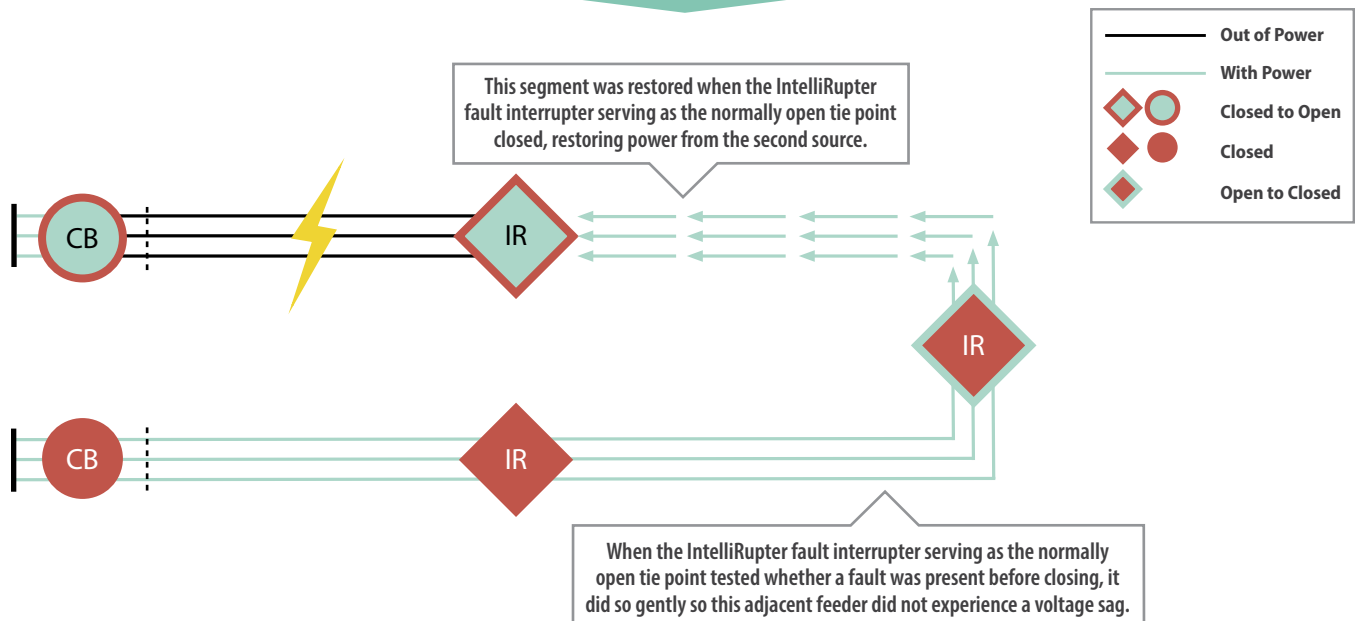 Out of Power
With Power
Closed to Open
Closed
Open to Closed
This segment was restored when the IntelliRupter
fault interrupter serving as the normally open tie point
closed, restoring power from the second source.
CB
IR
IR
CB
IR
When the IntelliRupter fault interrupter serving as the normally
open tie point tested whether a fault was present before closing, it
did so gently so this adjacent feeder did not experience a voltage sag.